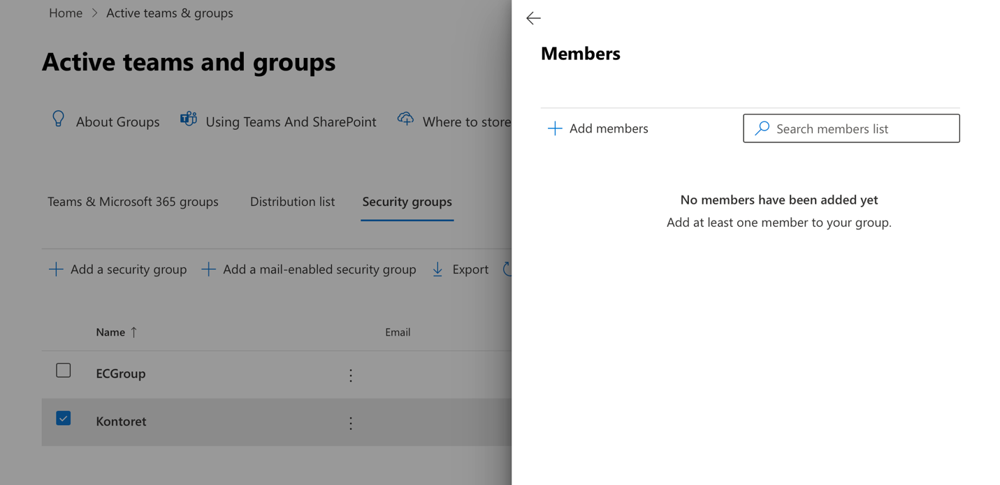 Home > Active teams & groups
Active teams and groups
About Groups Using Teams And SharePoint Where to store
Teams & Microsoft 365 groups Distribution list Security groups
Add a security group Add a mail-enabled security group Export
Name ↑ Email
ECGroup
Kontoret
Members
Add members Search members list
No members have been added yet
Add at least one member to your group.